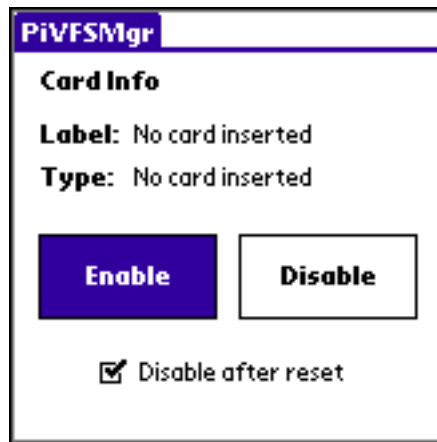 PiVFSMgr
Card Info
Label: No card inserted
Type: No card inserted
Enable Disable
Disable after reset